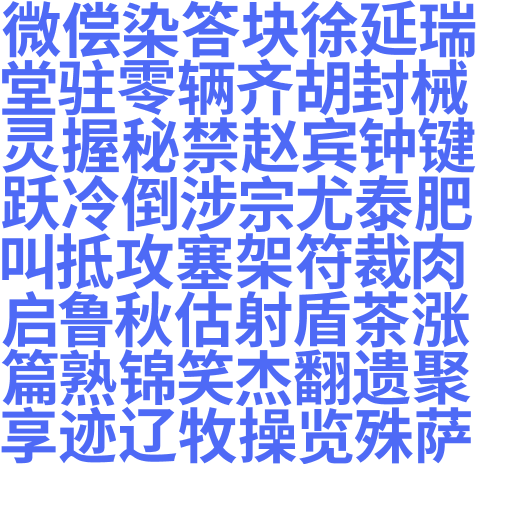 微偿染答块徐延瑞
堂驻零辆齐胡封械
灵握秘禁赵宾钟键
跃冷倒涉宗尤泰肥
叫抵攻塞架符裁肉
启鲁秋估射盾茶涨
篇熟锦笑杰翻遗聚
享迹辽牧操览殊萨